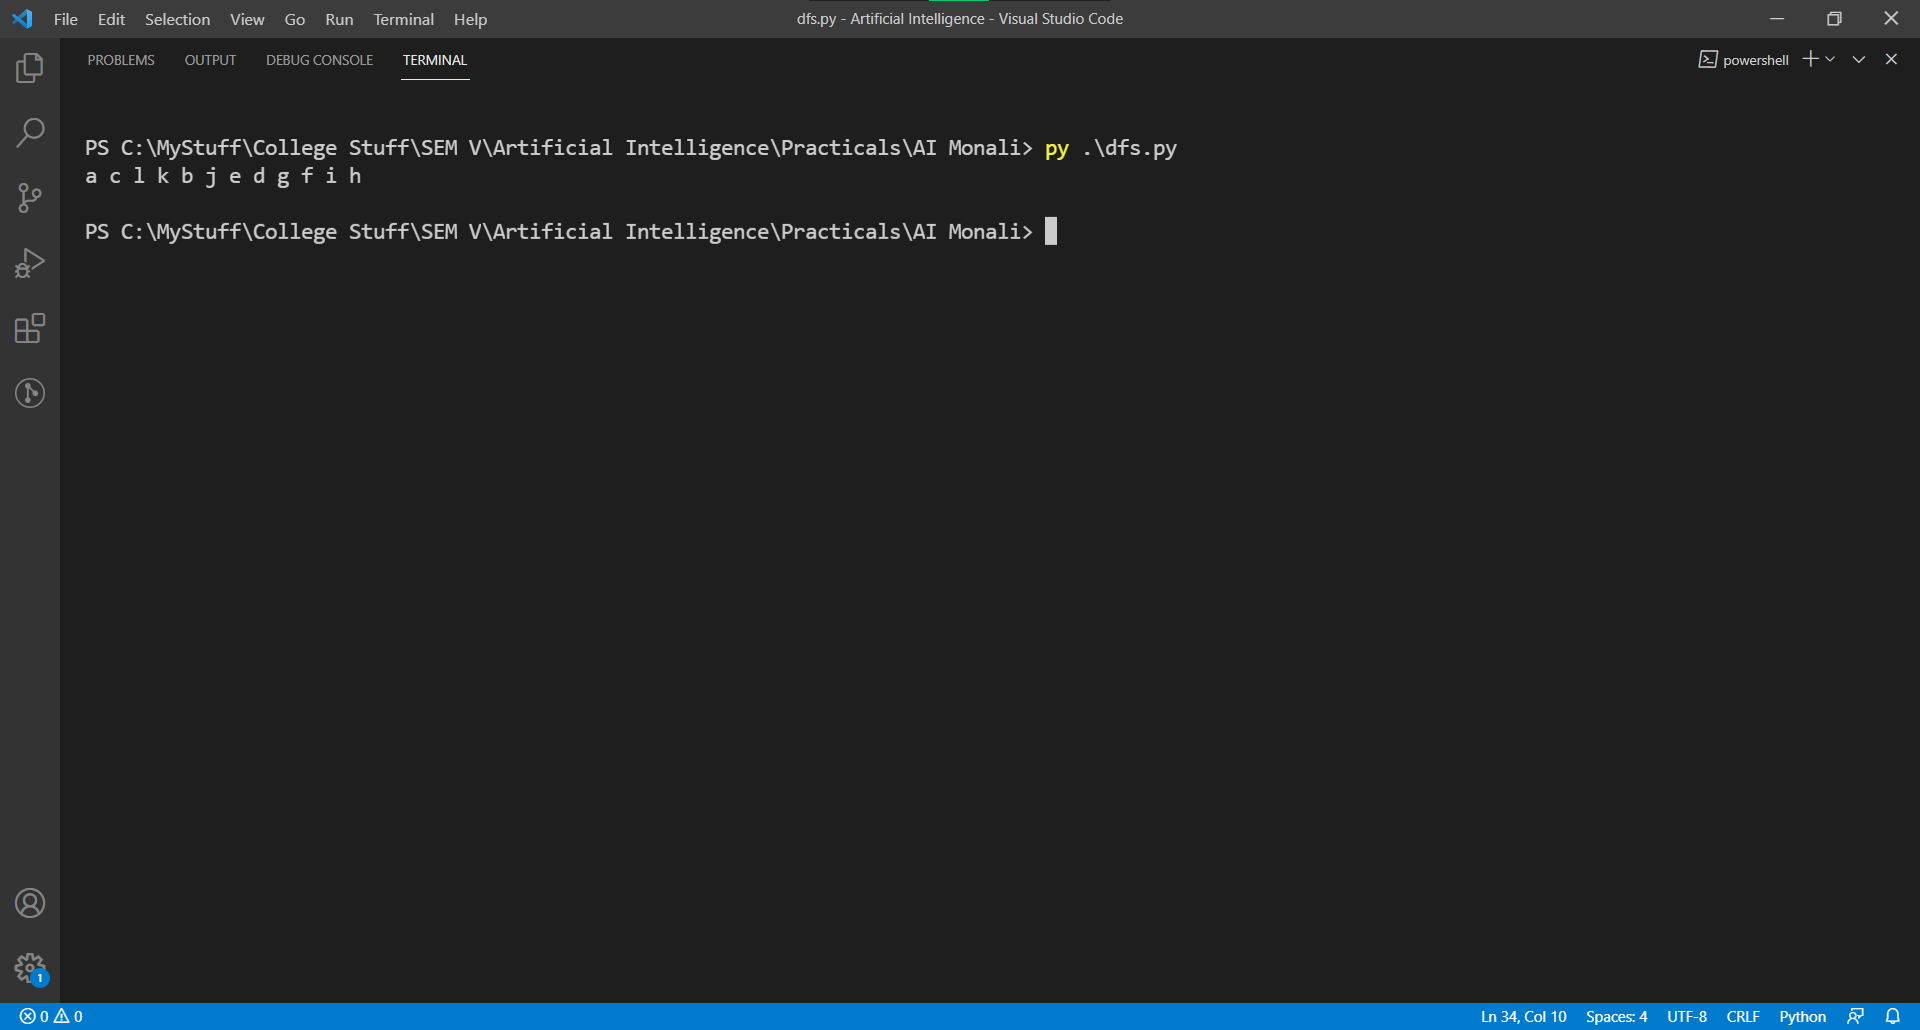 File Edit Selection View Go Run Terminal Help dfs.py - Artificial Intelligence - Visual Studio Code
PROBLEMS OUTPUT DEBUG CONSOLE TERMINAL powershell
PS C:\MyStuff\College Stuff\SEM V\Artificial Intelligence\Practicals\AI Monali> py .\dfs.py
a c l k b j e d g f i h
PS C:\MyStuff\College Stuff\SEM V\Artificial Intelligence\Practicals\AI Monali>
1
0 0 Ln 34, Col 10 Spaces: 4 UTF-8 CRLF Python